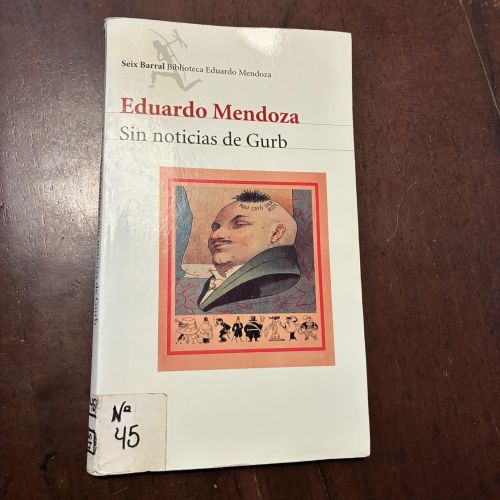 Seix Barral Biblioteca Eduardo Mendoza
Eduardo Mendoza
Sin noticias de Gurb
Nº
45